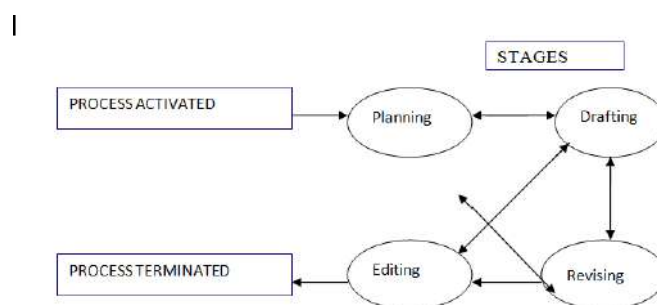 STAGES
PROCESS ACTIVATED
Planning
Drafting
PROCESS TERMINATED
Editing
Revising